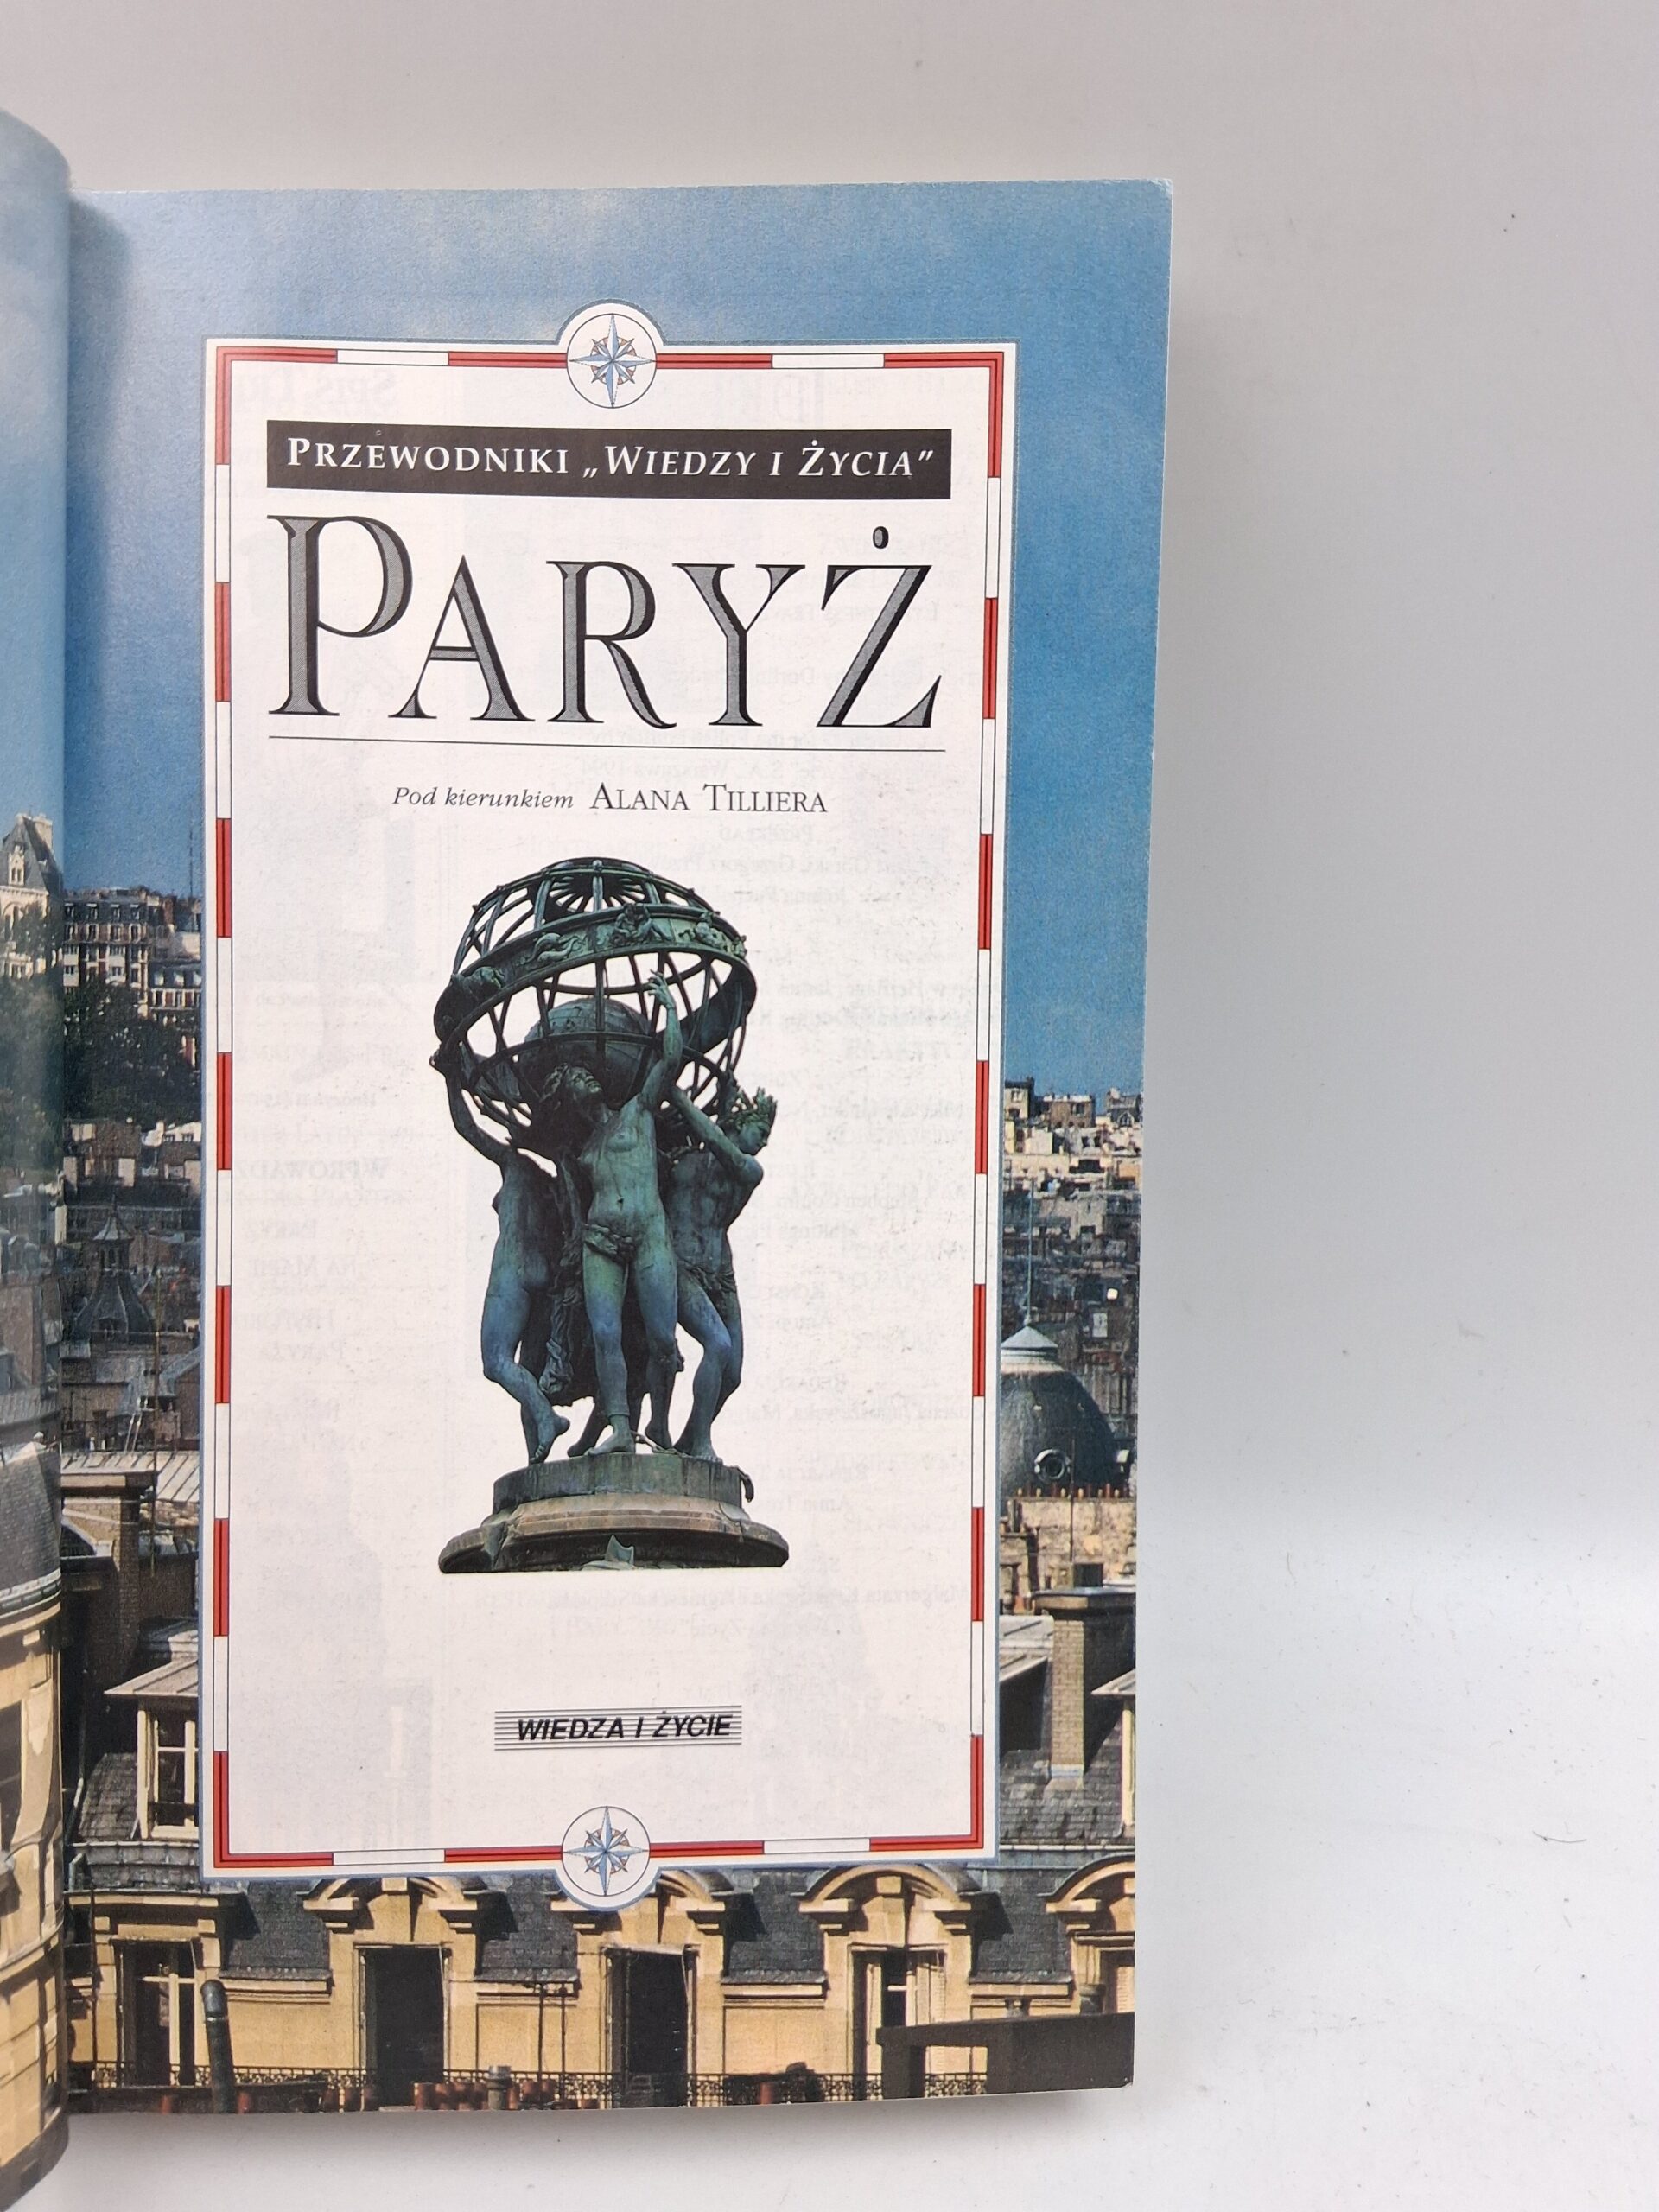 PRZEWODNIKI „WIEDZY I ŻYCIA”
PARYŻ
Pod kierunkiem ALANA TILLIERA
WIEDZA I ŻYCIE